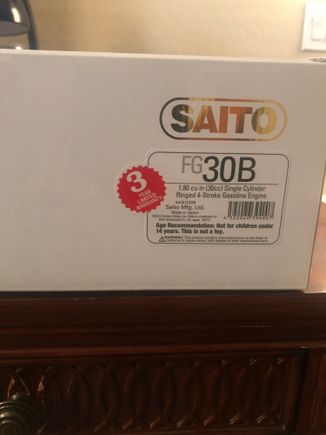 SAITO
FG30B
1.80 cu in (30cc) Single Cylinder
Ringed 4-Stroke Gasoline Engine
3
YEAR
LIMITED
WARRANTY
Saito Mfg. Ltd.
Made in Japan
Age Recommendation: Not for children under
14 years. This is not a toy.